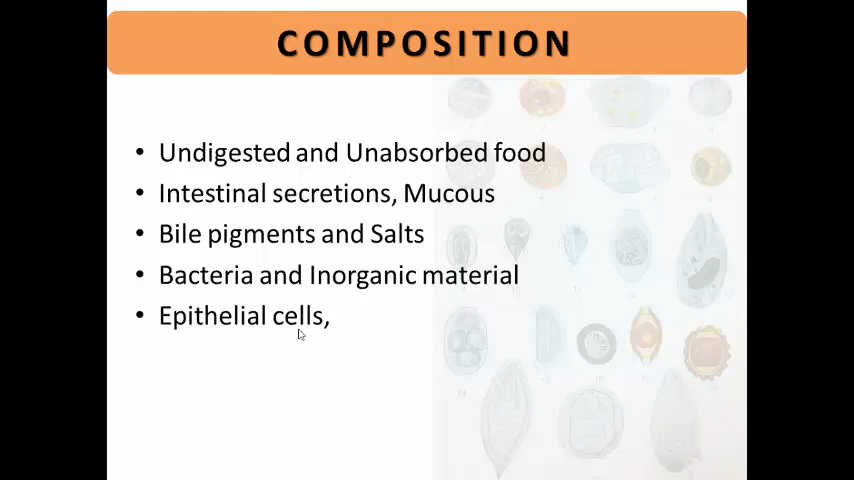 COMPOSITION
• Undigested and Unabsorbed food
• Intestinal secretions, Mucous
• Bile pigments and Salts
• Bacteria and Inorganic material
• Epithelial cells,